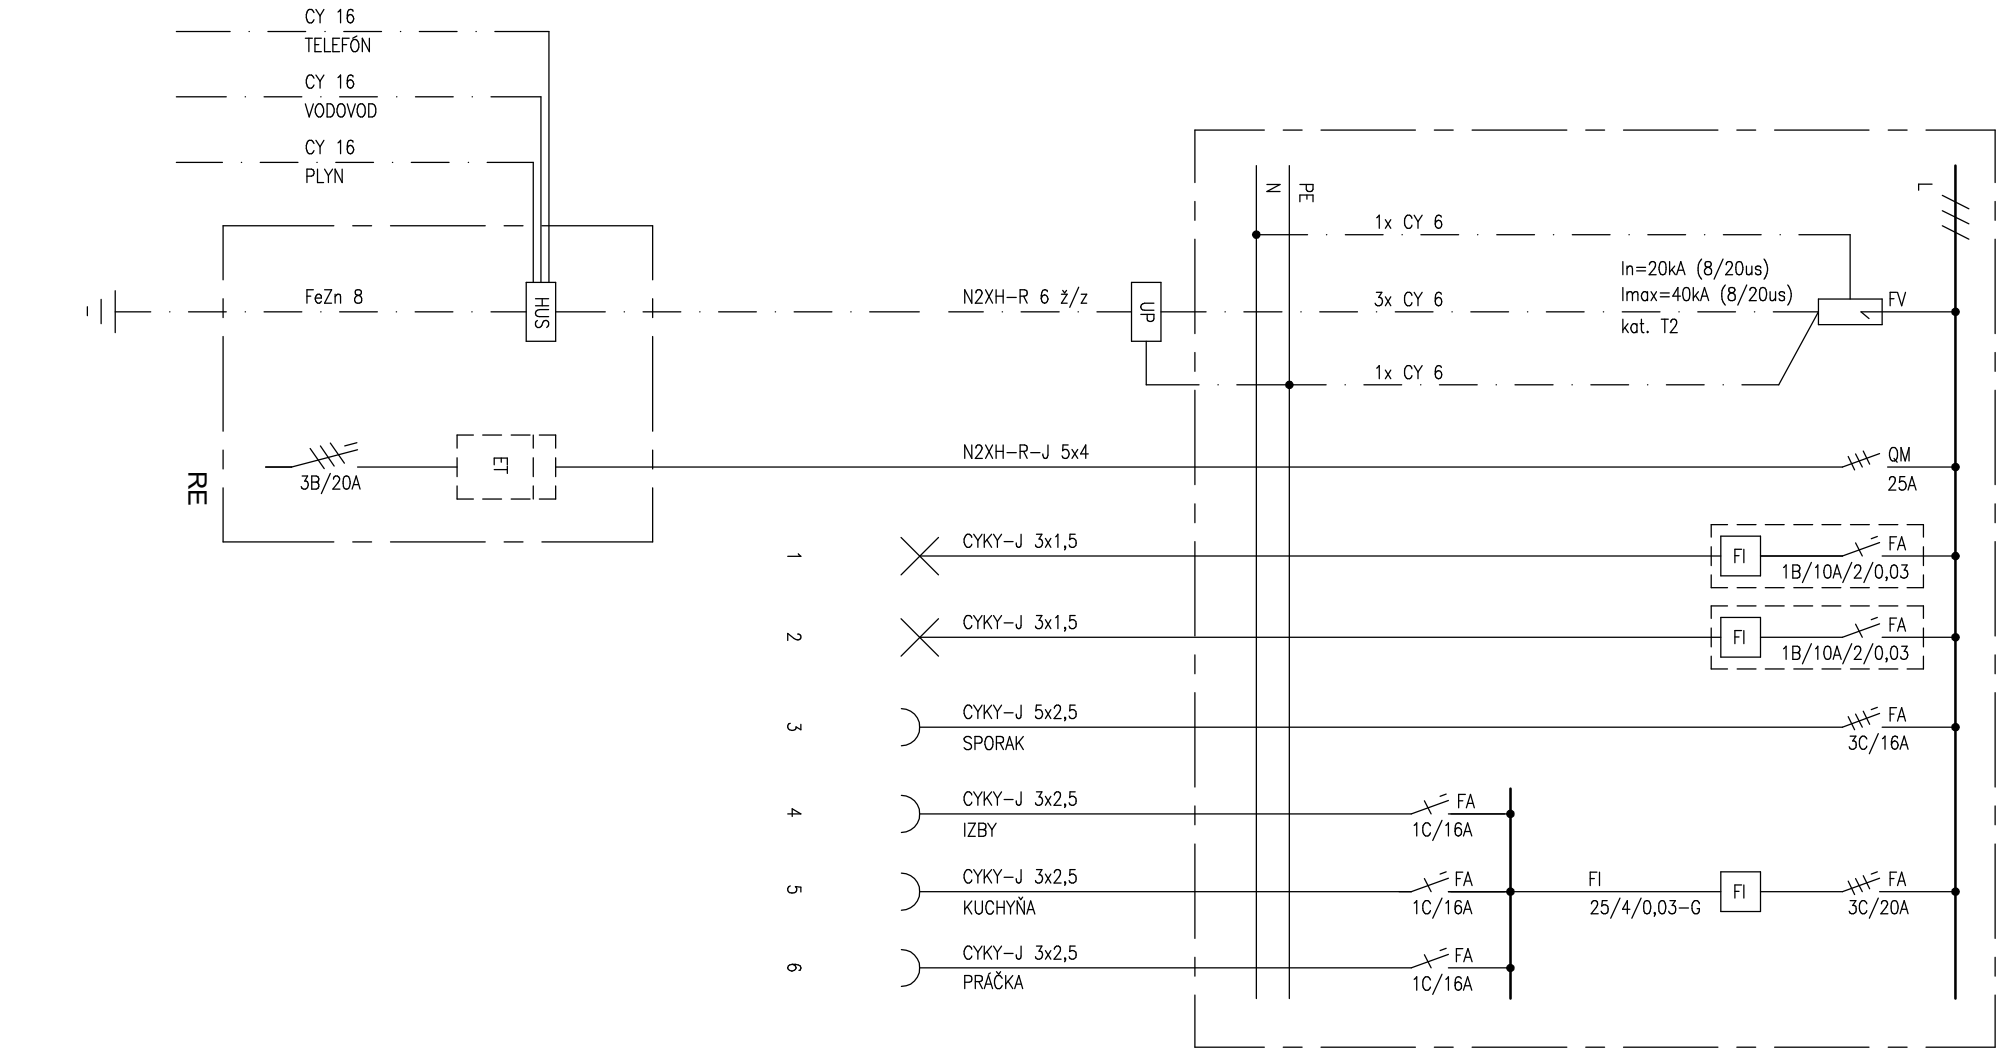 CY 16
TELEFÓN
CY 16
VODOVOD
CY 16
PLYN
N
PE
L
1x CY 6
In=20kA (8/20us)
Imax=40kA (8/20us)
kat. T2
FeZn 8
HUS
N2XH-R 6 ž/z
UP
3x CY 6
FV
1x CY 6
RE
3B/20A
ET
N2XH-R-J 5x4
QM
25A
1
CYKY-J 3x1,5
FI
FA
1B/10A/2/0,03
2
CYKY-J 3x1,5
FI
FA
1B/10A/2/0,03
3
CYKY-J 5x2,5
SPORAK
FA
3C/16A
4
CYKY-J 3x2,5
IZBY
FA
1C/16A
5
CYKY-J 3x2,5
KUCHYŇA
FA
1C/16A
FI
25/4/0,03-G
FI
FA
3C/20A
6
CYKY-J 3x2,5
PRÁČKA
FA
1C/16A